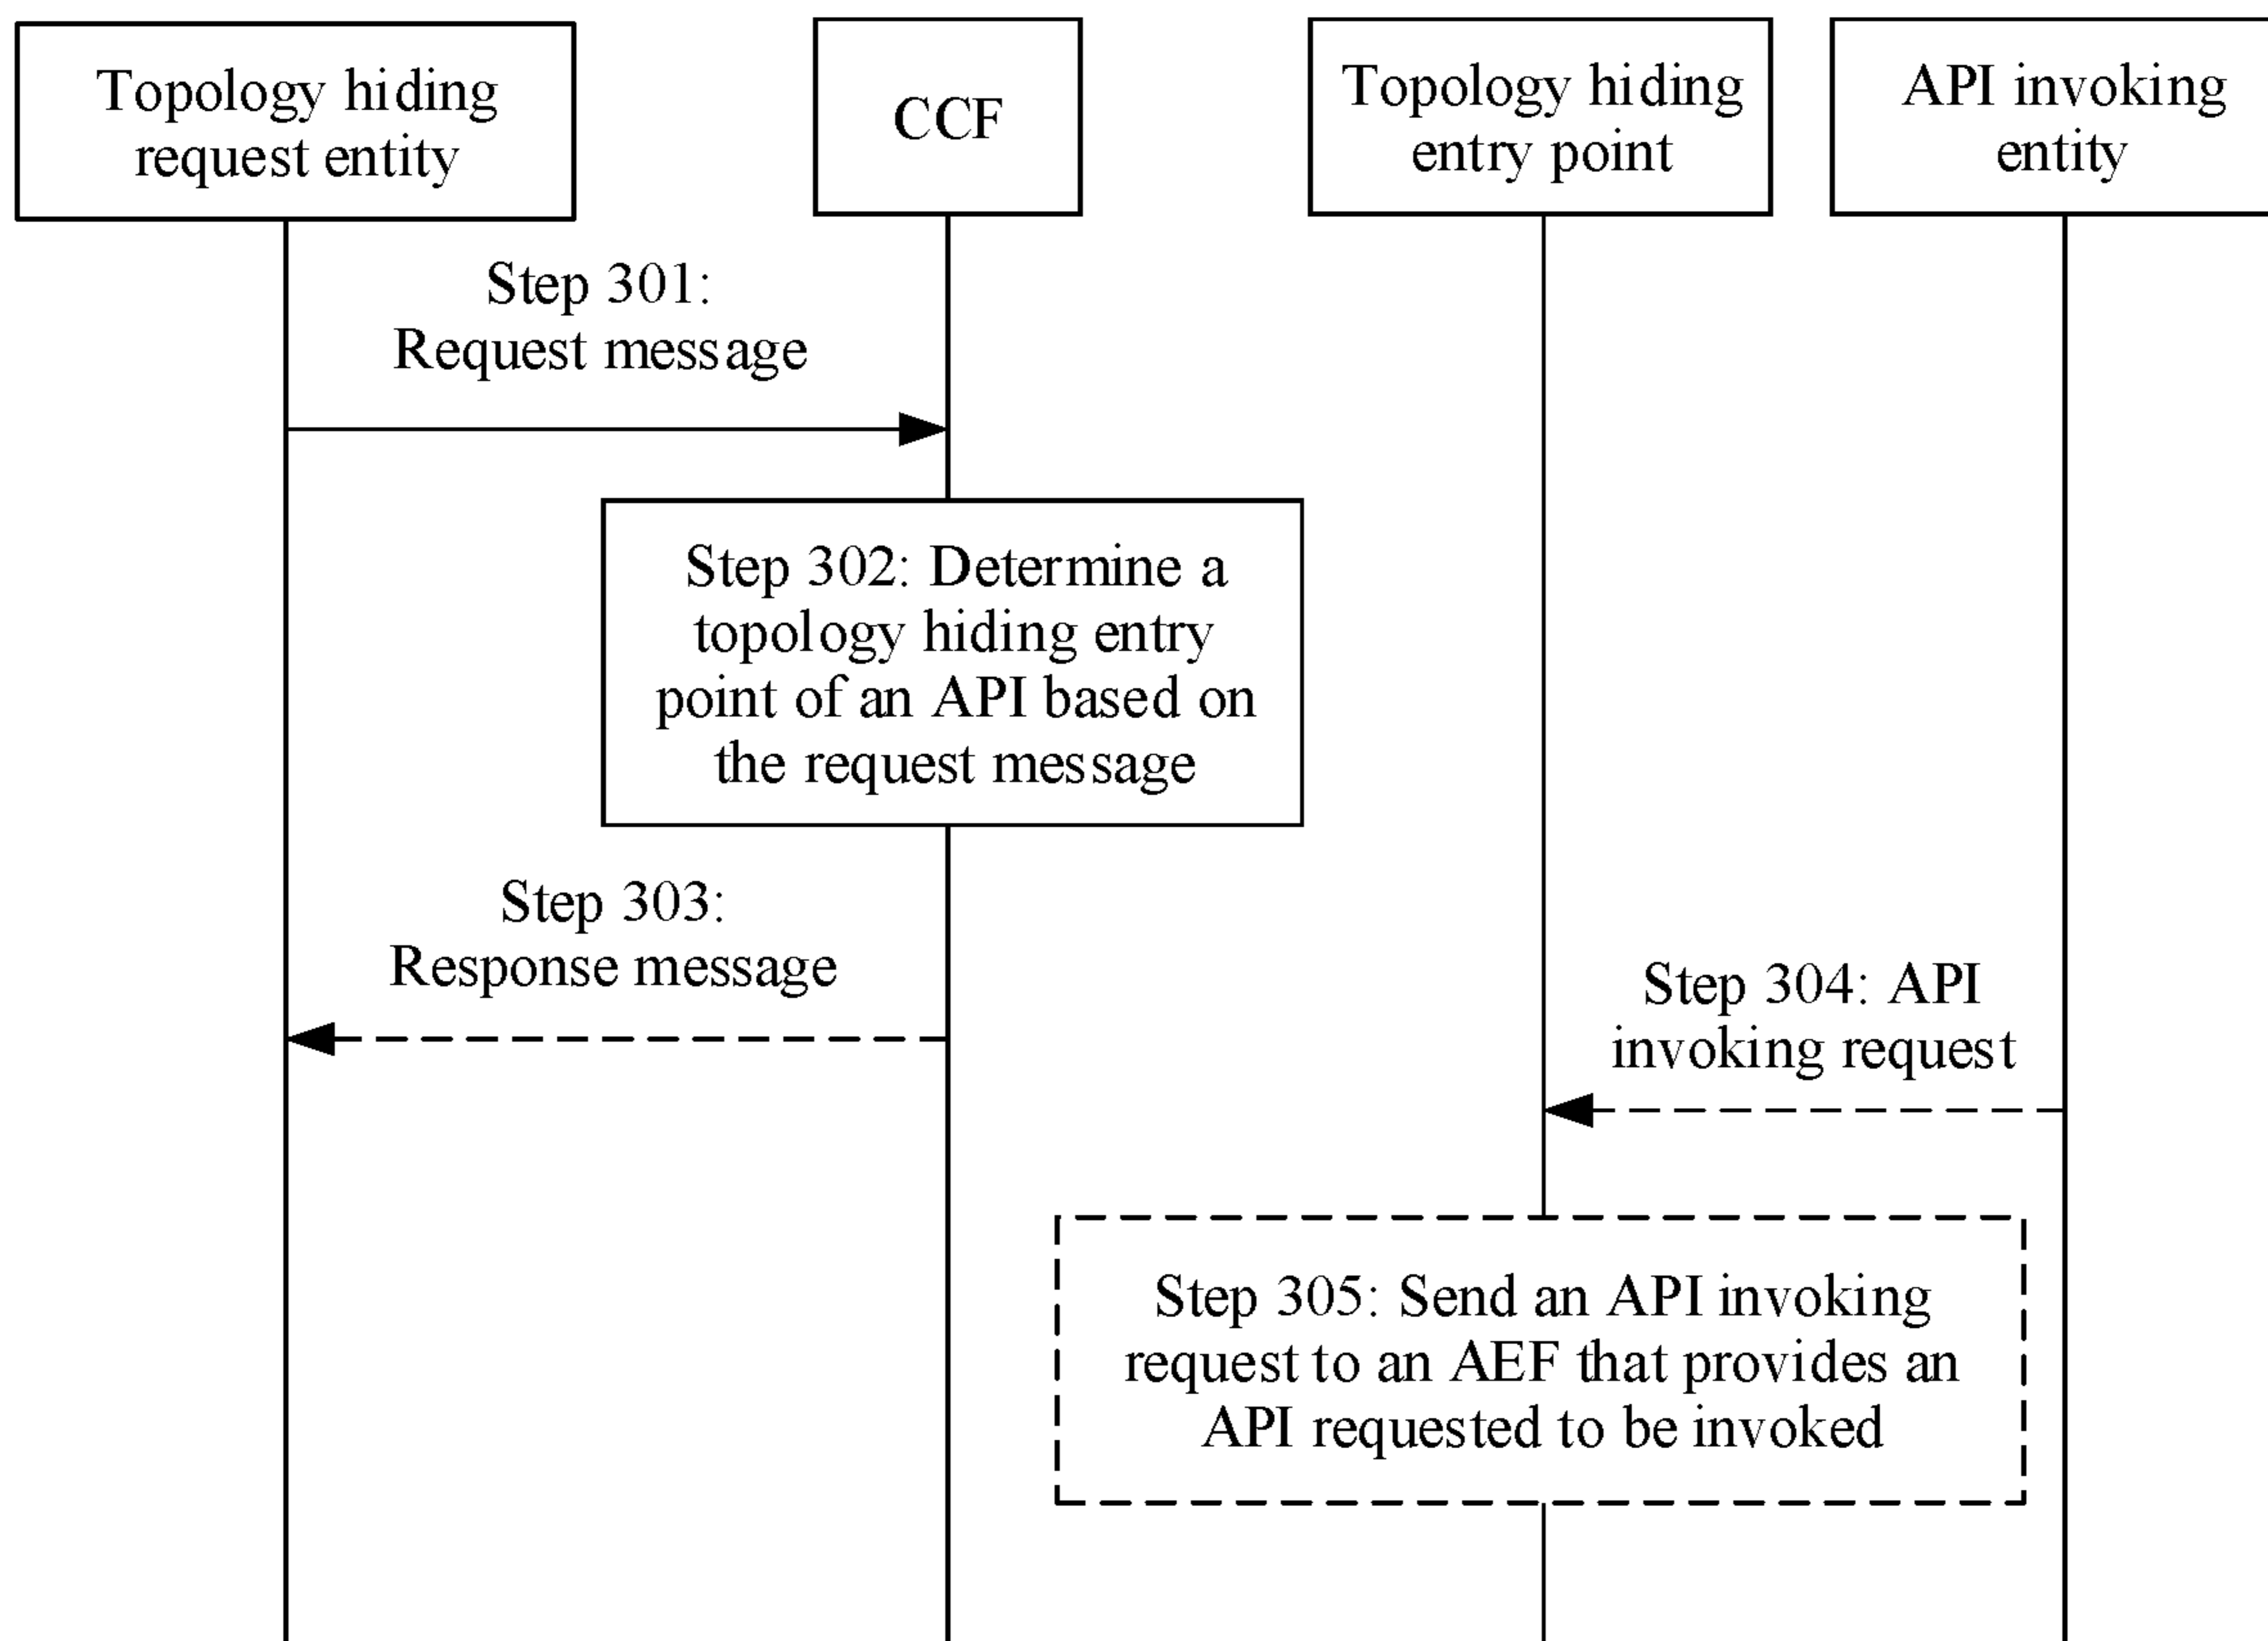 Topology hiding
request entity
CCF
Topology hiding
entry point
API invoking
entity
Step 301:
Request message
Step 302: Determine a
topology hiding entry
point of an API based on
the request message
Step 303:
Response message
Step 304: API
invoking request
Step 305: Send an API invoking
request to an AEF that provides an
API requested to be invoked